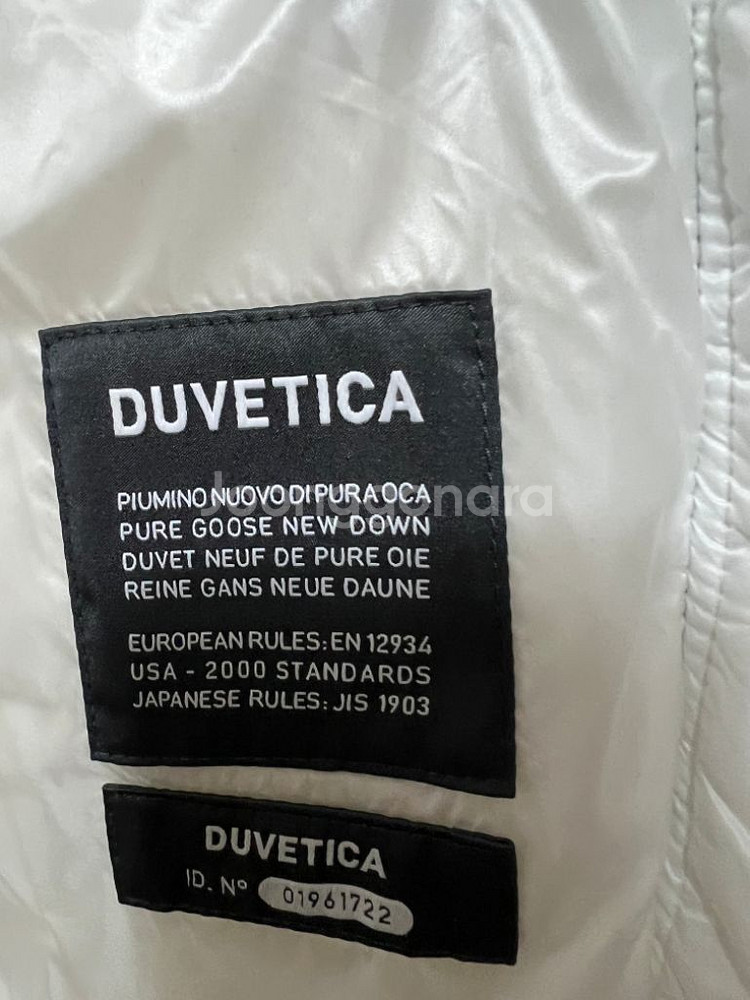 DUVETICA
PIUMINO NUOVO DI PURA OCA
PURE GOOSE NEW DOWN
DUVET NEUF DE PURE OIE
REINE GANS NEUE DAUNE
EUROPEAN RULES: EN 12934
USA - 2000 STANDARDS
JAPANESE RULES: JIS 1903
DUVETICA
ID. Nº 01961722
Joonggonara